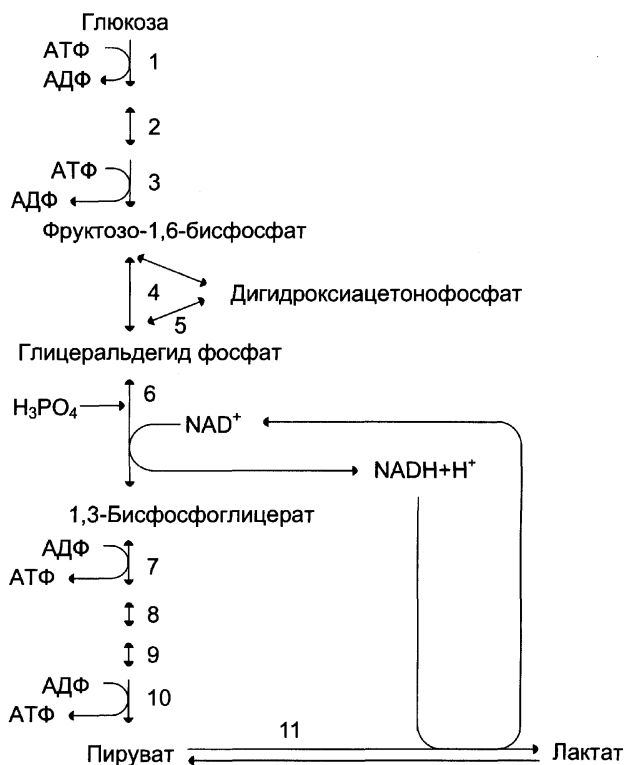 Глюкоза
АТФ
АДФ
1
2
АТФ
АДФ
3
Фруктозо-1,6-бисфосфат
4
Дигидроксиацетонофосфат
5
Глицеральдегид фосфат
6
H₃PO₄
NAD⁺
NADH+H⁺
1,3-Бисфосфоглицерат
АДФ
АТФ
7
8
9
АДФ
АТФ
10
11
Пируват
Лактат